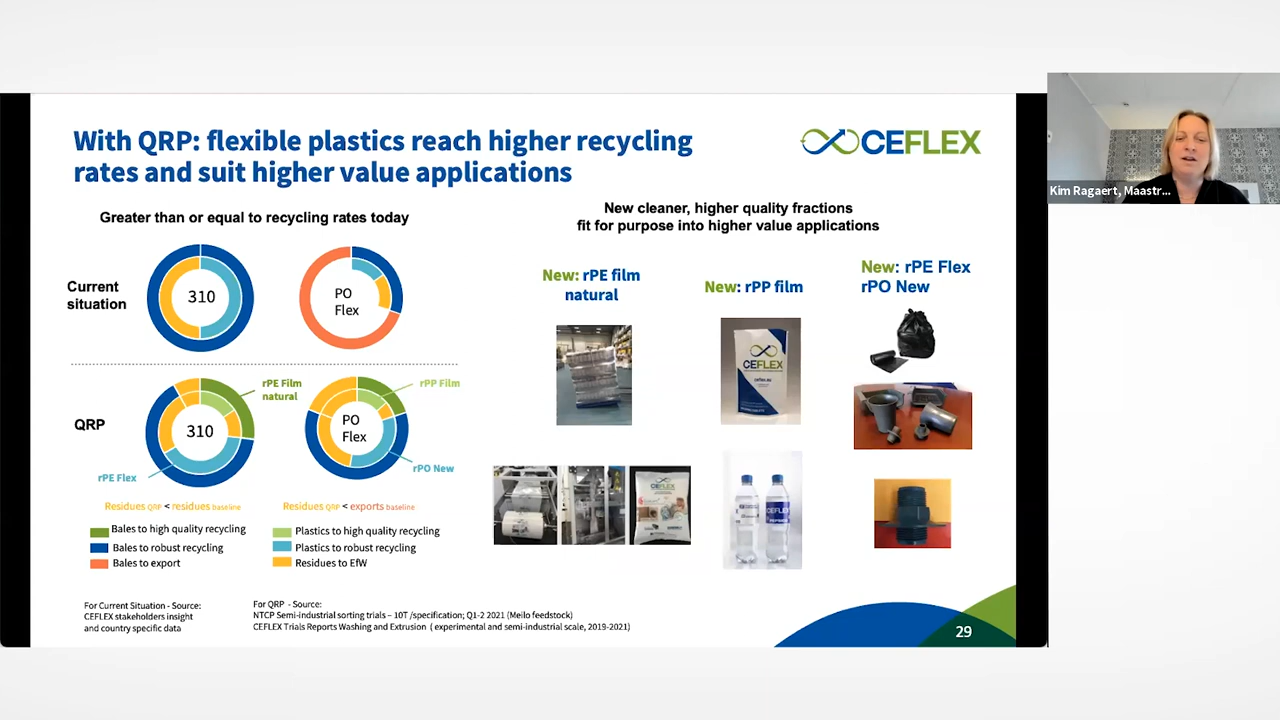 With QRP: flexible plastics reach higher recycling
rates and suit higher value applications
CEFLEX
Kim Ragaert, Maastr...
Greater than or equal to recycling rates today
New cleaner, higher quality fractions
fit for purpose into higher value applications
Current
situation
310
PO
Flex
New: rPE film
natural
New: rPP film
New: rPE Flex
rPO New
CEFLEX
QRP
310
PO
Flex
rPE Film
natural
rPP Film
rPE Flex
rPO New
CEFLEX
CEFLEX
Residues QRP < residues baseline
Residues QRP < exports baseline
Bales to high quality recycling
Bales to robust recycling
Bales to export
Plastics to high quality recycling
Plastics to robust recycling
Residues to EfW
For Current Situation - Source:
CEFLEX stakeholders insight
and country specific data
For QRP - Source:
NTCP Semi-industrial sorting trials – 10T /specification; Q1-2 2021 (Meilo feedstock)
CEFLEX Trials Reports Washing and Extrusion ( experimental and semi-industrial scale, 2019-2021)
29